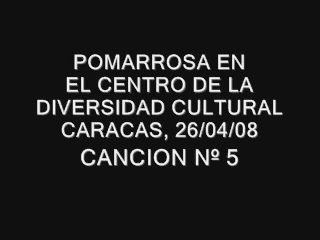 POMARROSA EN
EL CENTRO DE LA
DIVERSIDAD CULTURAL
CARACAS, 26/04/08
CANCION Nº 5